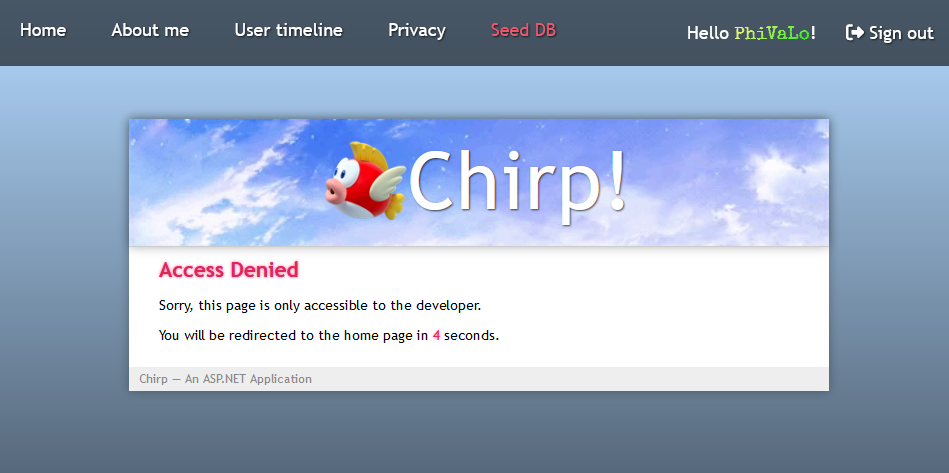 Home About me User timeline Privacy Seed DB Hello PhiVaLo! Sign out
Chirp!
Access Denied
Sorry, this page is only accessible to the developer.
You will be redirected to the home page in 4 seconds.
Chirp — An ASP.NET Application